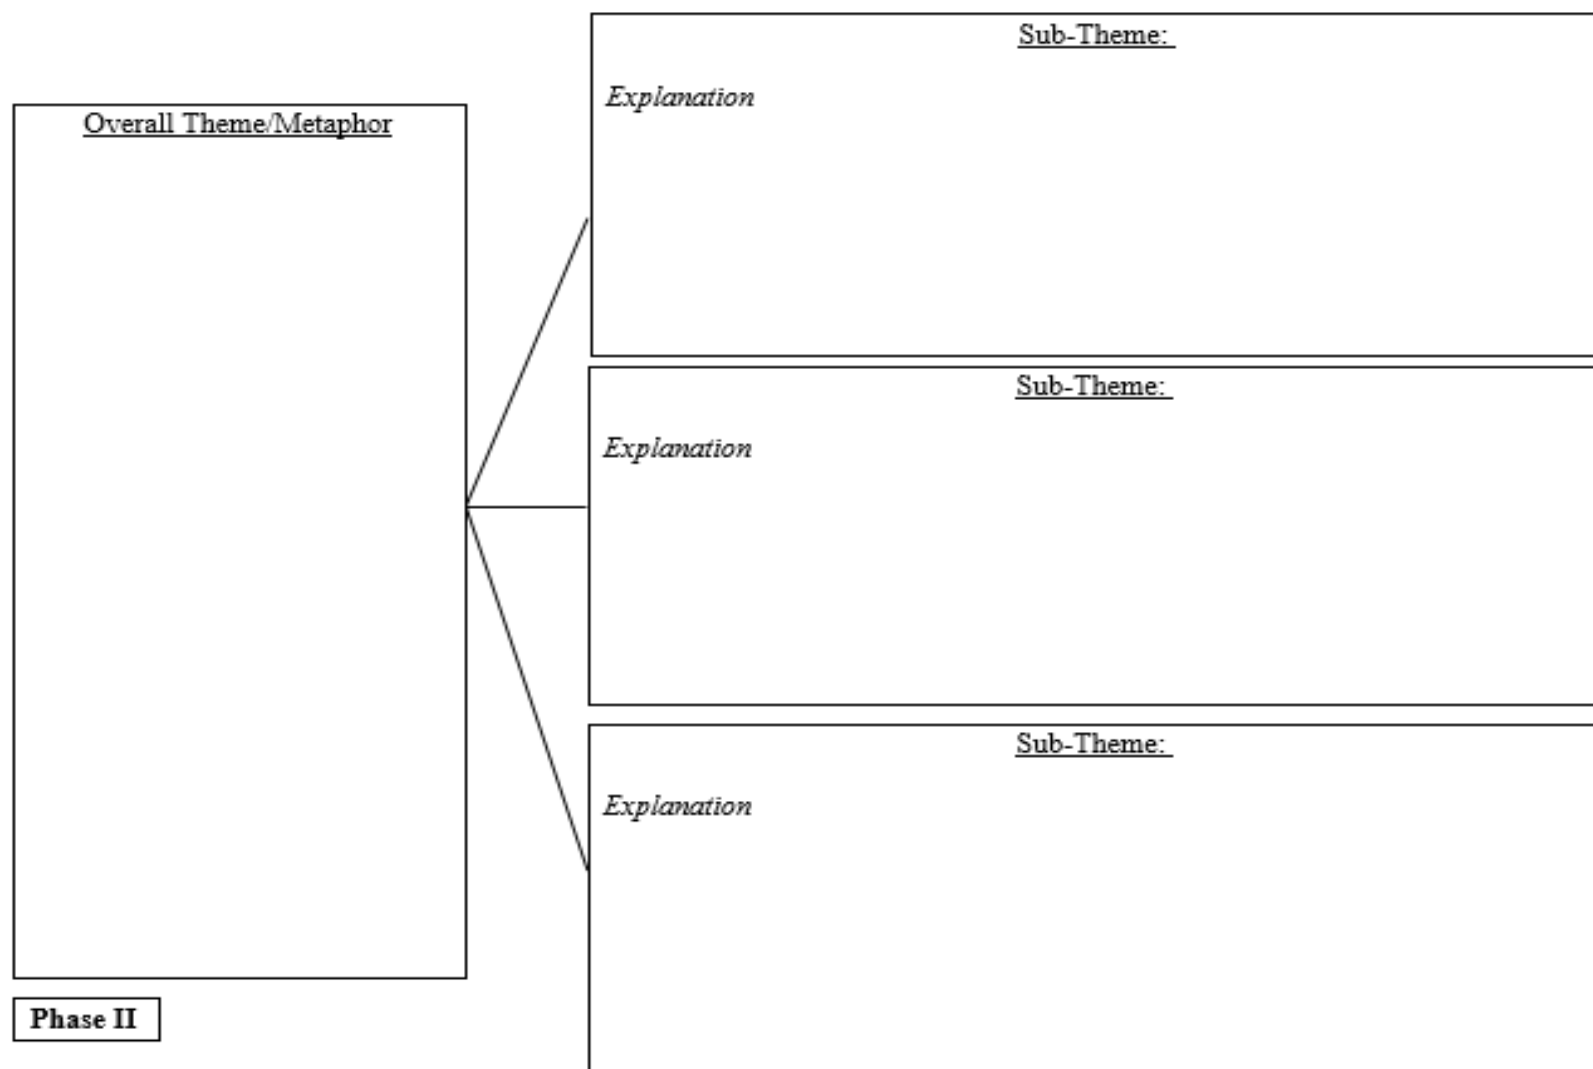 Overall Theme/Metaphor
Sub-Theme:
Explanation
Sub-Theme:
Explanation
Sub-Theme:
Explanation
Phase II